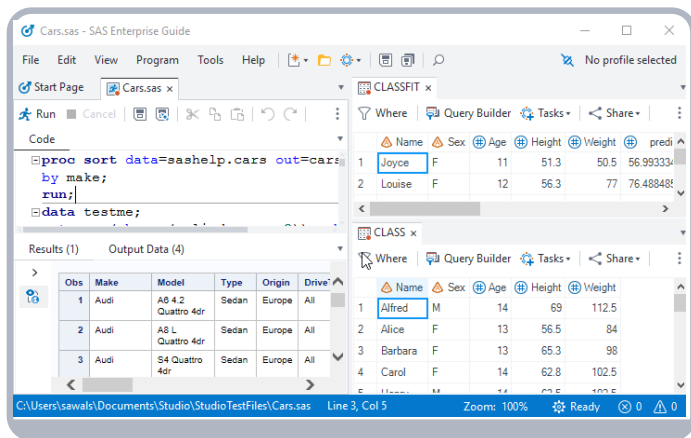 Cars.sas - SAS Enterprise Guide
File Edit View Program Tools Help No profile selected
Start Page Cars.sas
Run Cancel
Code
proc sort data=sashelp.cars out=cars
by make;
run;
data testme;
Results (1) Output Data (4)
Obs Make Model Type Origin
1 Audi A6 4.2 Quattro 4dr Sedan Europe All
2 Audi A8 L Quattro 4dr Sedan Europe All
3 Audi S4 Quattro 4dr Sedan Europe All
CLASSFIT
Where Query Builder Tasks Share
Name Sex Age Height Weight predi
1 Joyce F 11 51.3 50.5 56.993334
2 Louise F 12 56.3 77 76.488485
CLASS
Where Query Builder Tasks Share
Name Sex Age Height Weight
1 Alfred M 14 69 112.5
2 Alice F 13 56.5 84
3 Barbara F 13 65.3 98
4 Carol F 14 62.8 102.5
C:\Users\sawals\Documents\Studio\StudioTestFiles\Cars.sas Line 3, Col 5 Zoom: 100% Ready 0 0